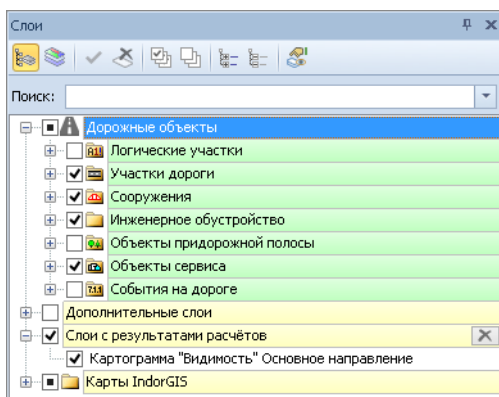 Слои
Поиск:
Дорожные объекты
Логические участки
Участки дороги
Сооружения
Инженерное обустройство
Объекты придорожной полосы
Объекты сервиса
События на дороге
Дополнительные слои
Слои с результатами расчётов
Картограмма "Видимость" Основное направление
Карты IndorGIS